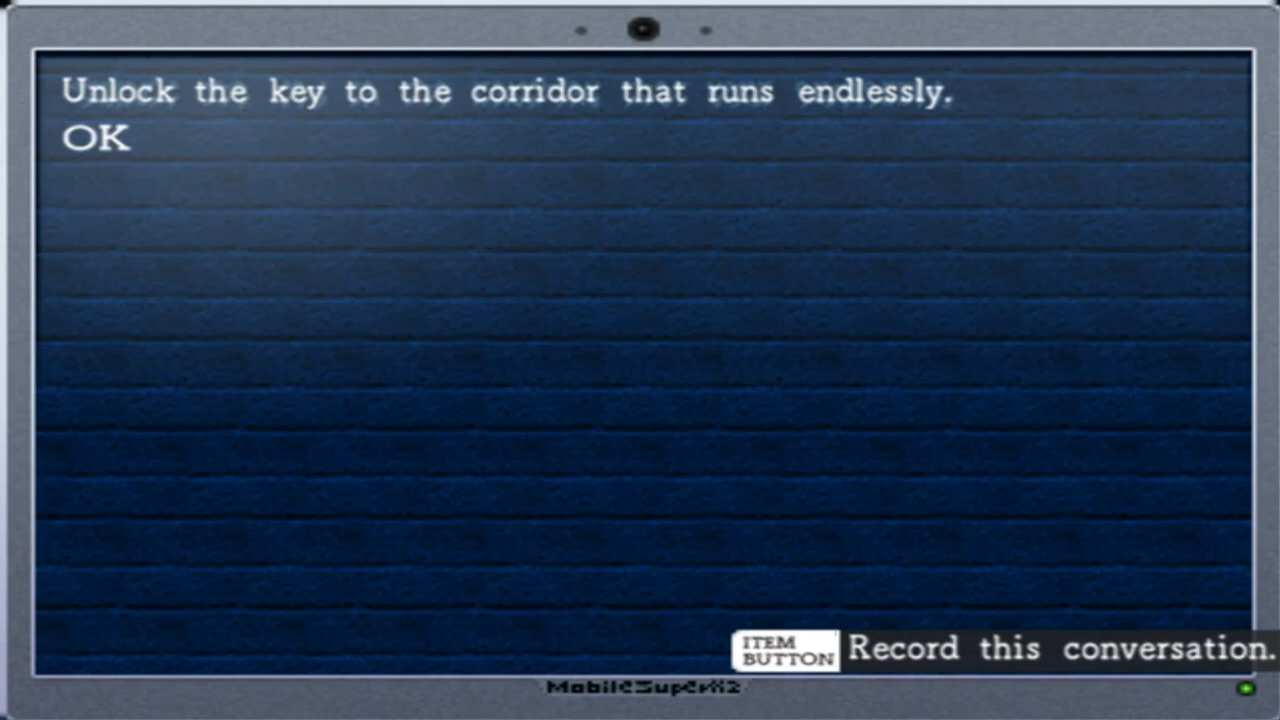 Unlock the key to the corridor that runs endlessly.
OK
ITEM
BUTTON
Record this conversation.